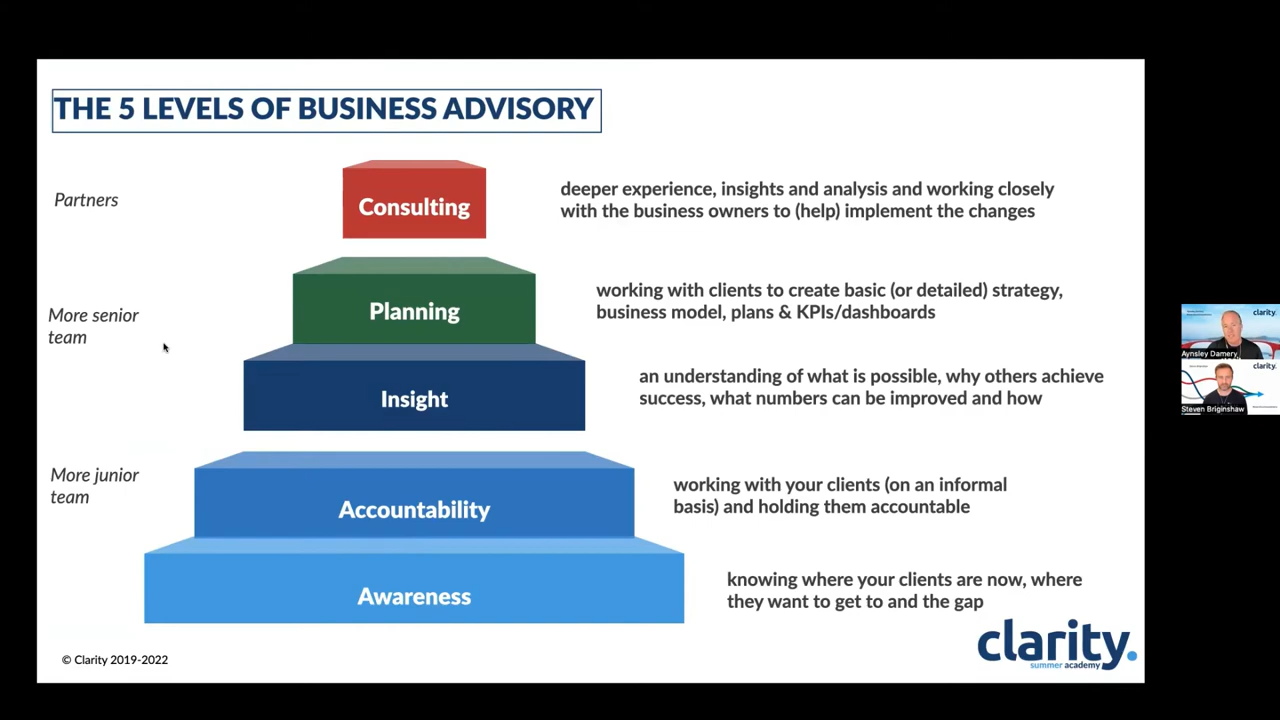 THE 5 LEVELS OF BUSINESS ADVISORY
Partners
Consulting
deeper experience, insights and analysis and working closely
with the business owners to (help) implement the changes
More senior
team
Planning
working with clients to create basic (or detailed) strategy,
business model, plans & KPIs/dashboards
Insight
an understanding of what is possible, why others achieve
success, what numbers can be improved and how
More junior
team
Accountability
working with your clients (on an informal
basis) and holding them accountable
Awareness
knowing where your clients are now, where
they want to get to and the gap
© Clarity 2019-2022
clarity.
summer academy
clarity.
Aynsley Damery
clarity.
Steven Briginshaw